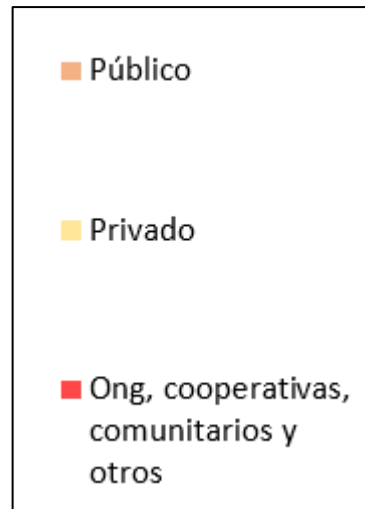 Público
Privado
Ong, cooperativas,
comunitarios y
otros